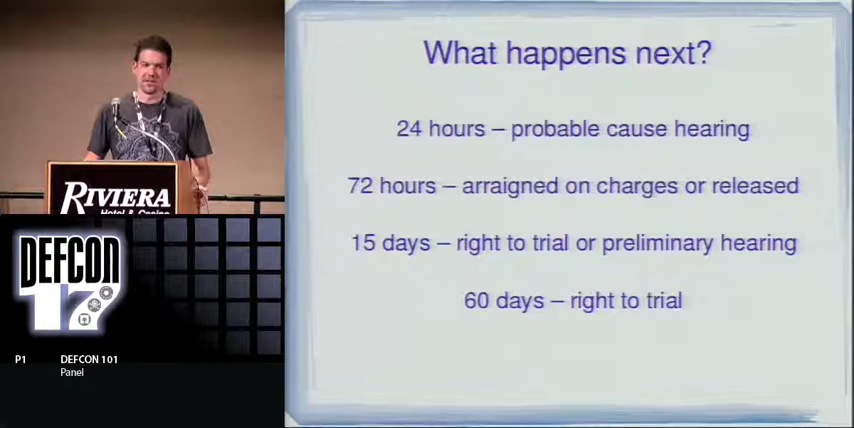 What happens next?
24 hours – probable cause hearing
72 hours – arraigned on charges or released
15 days – right to trial or preliminary hearing
60 days – right to trial
RIVIERA
Hotel & Casino
DEFCON
17
P1 DEFCON 101
Panel